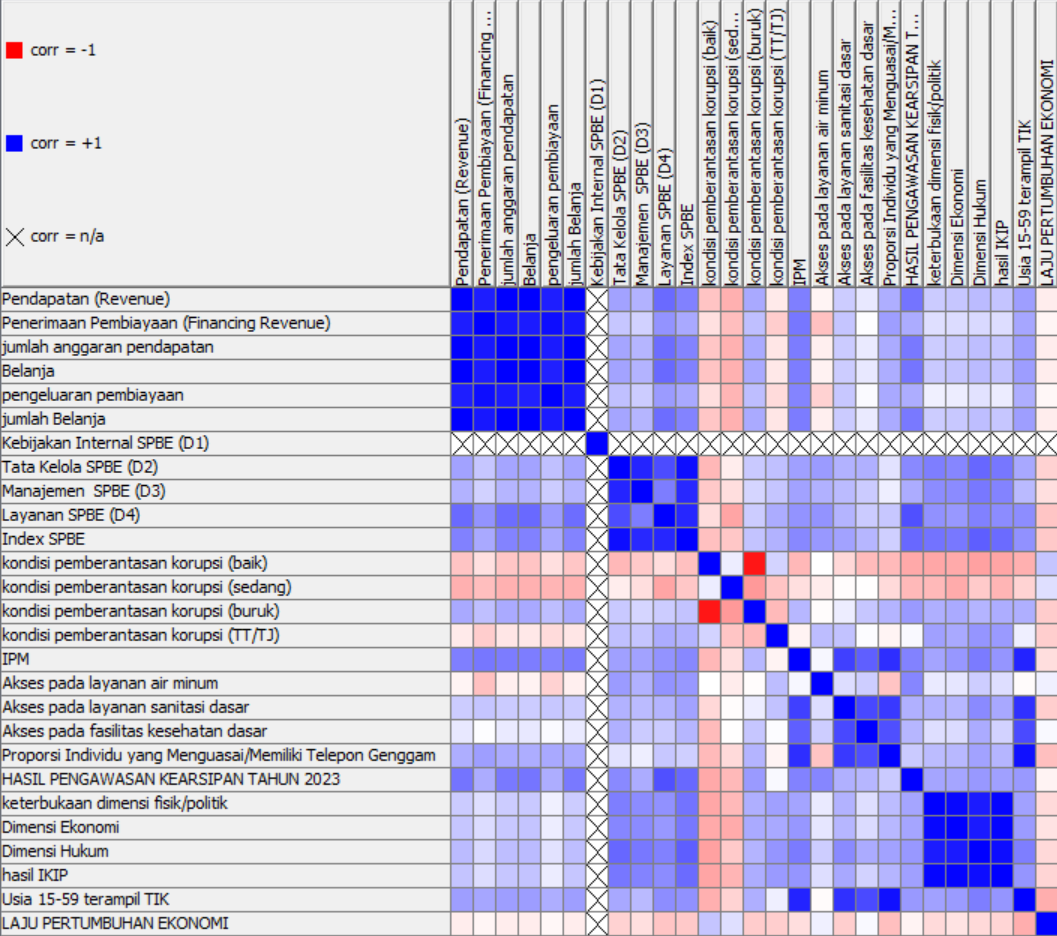 corr = -1
corr = +1
corr = n/a
Pendapatan (Revenue)
Penerimaan Pembiayaan (Financing ...
jumlah anggaran pendapatan
Belanja
pengeluaran pembiayaan
jumlah Belanja
Kebijakan Internal SPBE (D1)
Tata Kelola SPBE (D2)
Manajemen  SPBE (D3)
Layanan SPBE (D4)
Index SPBE
kondisi pemberantasan korupsi (baik)
kondisi pemberantasan korupsi (sed...
kondisi pemberantasan korupsi (buruk)
kondisi pemberantasan korupsi (TT/TJ)
IPM
Akses pada layanan air minum
Akses pada layanan sanitasi dasar
Akses pada fasilitas kesehatan dasar
Proporsi Individu yang Menguasai/M...
HASIL PENGAWASAN KEARSIPAN T...
keterbukaan dimensi fisik/politik
Dimensi Ekonomi
Dimensi Hukum
hasil IKIP
Usia 15-59 terampil TIK
LAJU PERTUMBUHAN EKONOMI
Pendapatan (Revenue)
Penerimaan Pembiayaan (Financing Revenue)
jumlah anggaran pendapatan
Belanja
pengeluaran pembiayaan
jumlah Belanja
Kebijakan Internal SPBE (D1)
Tata Kelola SPBE (D2)
Manajemen  SPBE (D3)
Layanan SPBE (D4)
Index SPBE
kondisi pemberantasan korupsi (baik)
kondisi pemberantasan korupsi (sedang)
kondisi pemberantasan korupsi (buruk)
kondisi pemberantasan korupsi (TT/TJ)
IPM
Akses pada layanan air minum
Akses pada layanan sanitasi dasar
Akses pada fasilitas kesehatan dasar
Proporsi Individu yang Menguasai/Memiliki Telepon Genggam
HASIL PENGAWASAN KEARSIPAN TAHUN 2023
keterbukaan dimensi fisik/politik
Dimensi Ekonomi
Dimensi Hukum
hasil IKIP
Usia 15-59 terampil TIK
LAJU PERTUMBUHAN EKONOMI